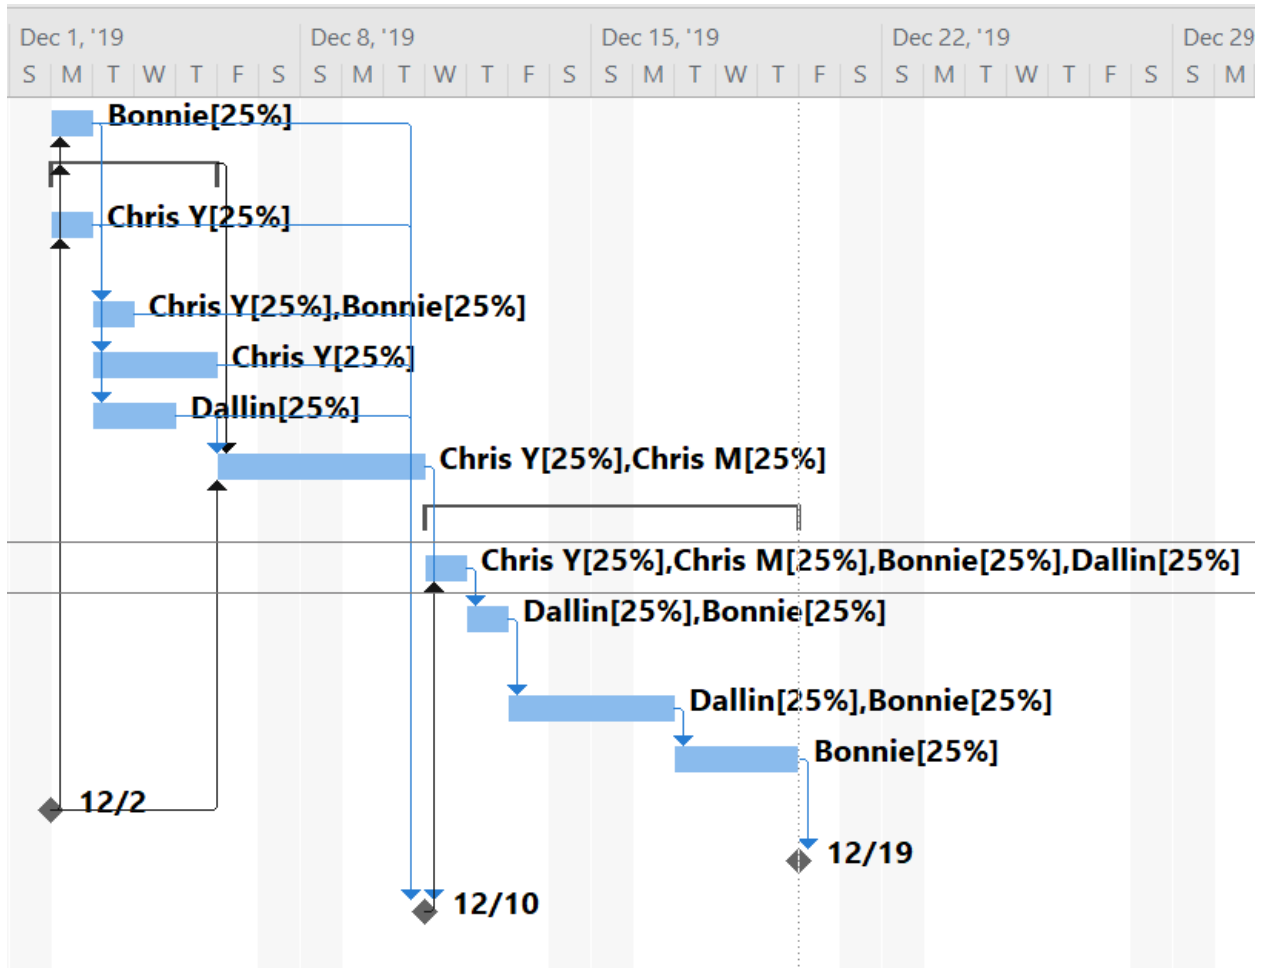 Dec 1, '19 Dec 8, '19 Dec 15, '19 Dec 22, '19 Dec 29
S M T W T F S S M T W T F S S M T W T F S S M T W T F S S M
Bonnie[25%]
Chris Y[25%]
Chris Y[25%],Bonnie[25%]
Chris Y[25%]
Dallin[25%]
Chris Y[25%],Chris M[25%]
Chris Y[25%],Chris M[25%],Bonnie[25%],Dallin[25%]
Dallin[25%],Bonnie[25%]
Dallin[25%],Bonnie[25%]
Bonnie[25%]
12/2
12/19
12/10